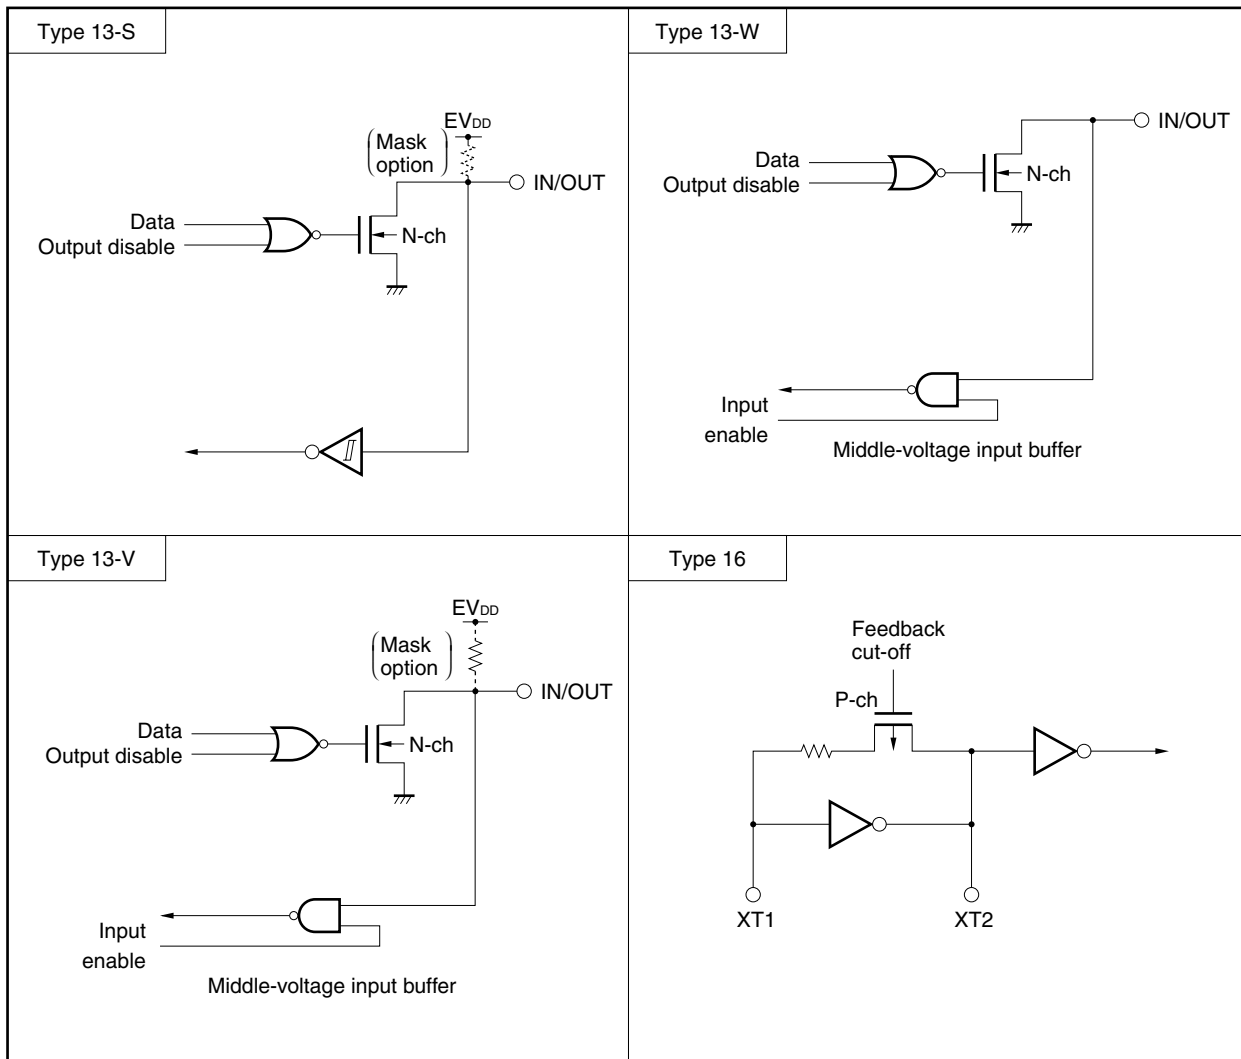 Type 13-S
EVDD
(Mask
option)
IN/OUT
Data
Output disable
N-ch
Type 13-W
IN/OUT
Data
Output disable
N-ch
Input
enable
Middle-voltage input buffer
Type 13-V
EVDD
(Mask
option)
IN/OUT
Data
Output disable
N-ch
Input
enable
Middle-voltage input buffer
Type 16
Feedback
cut-off
P-ch
XT1
XT2